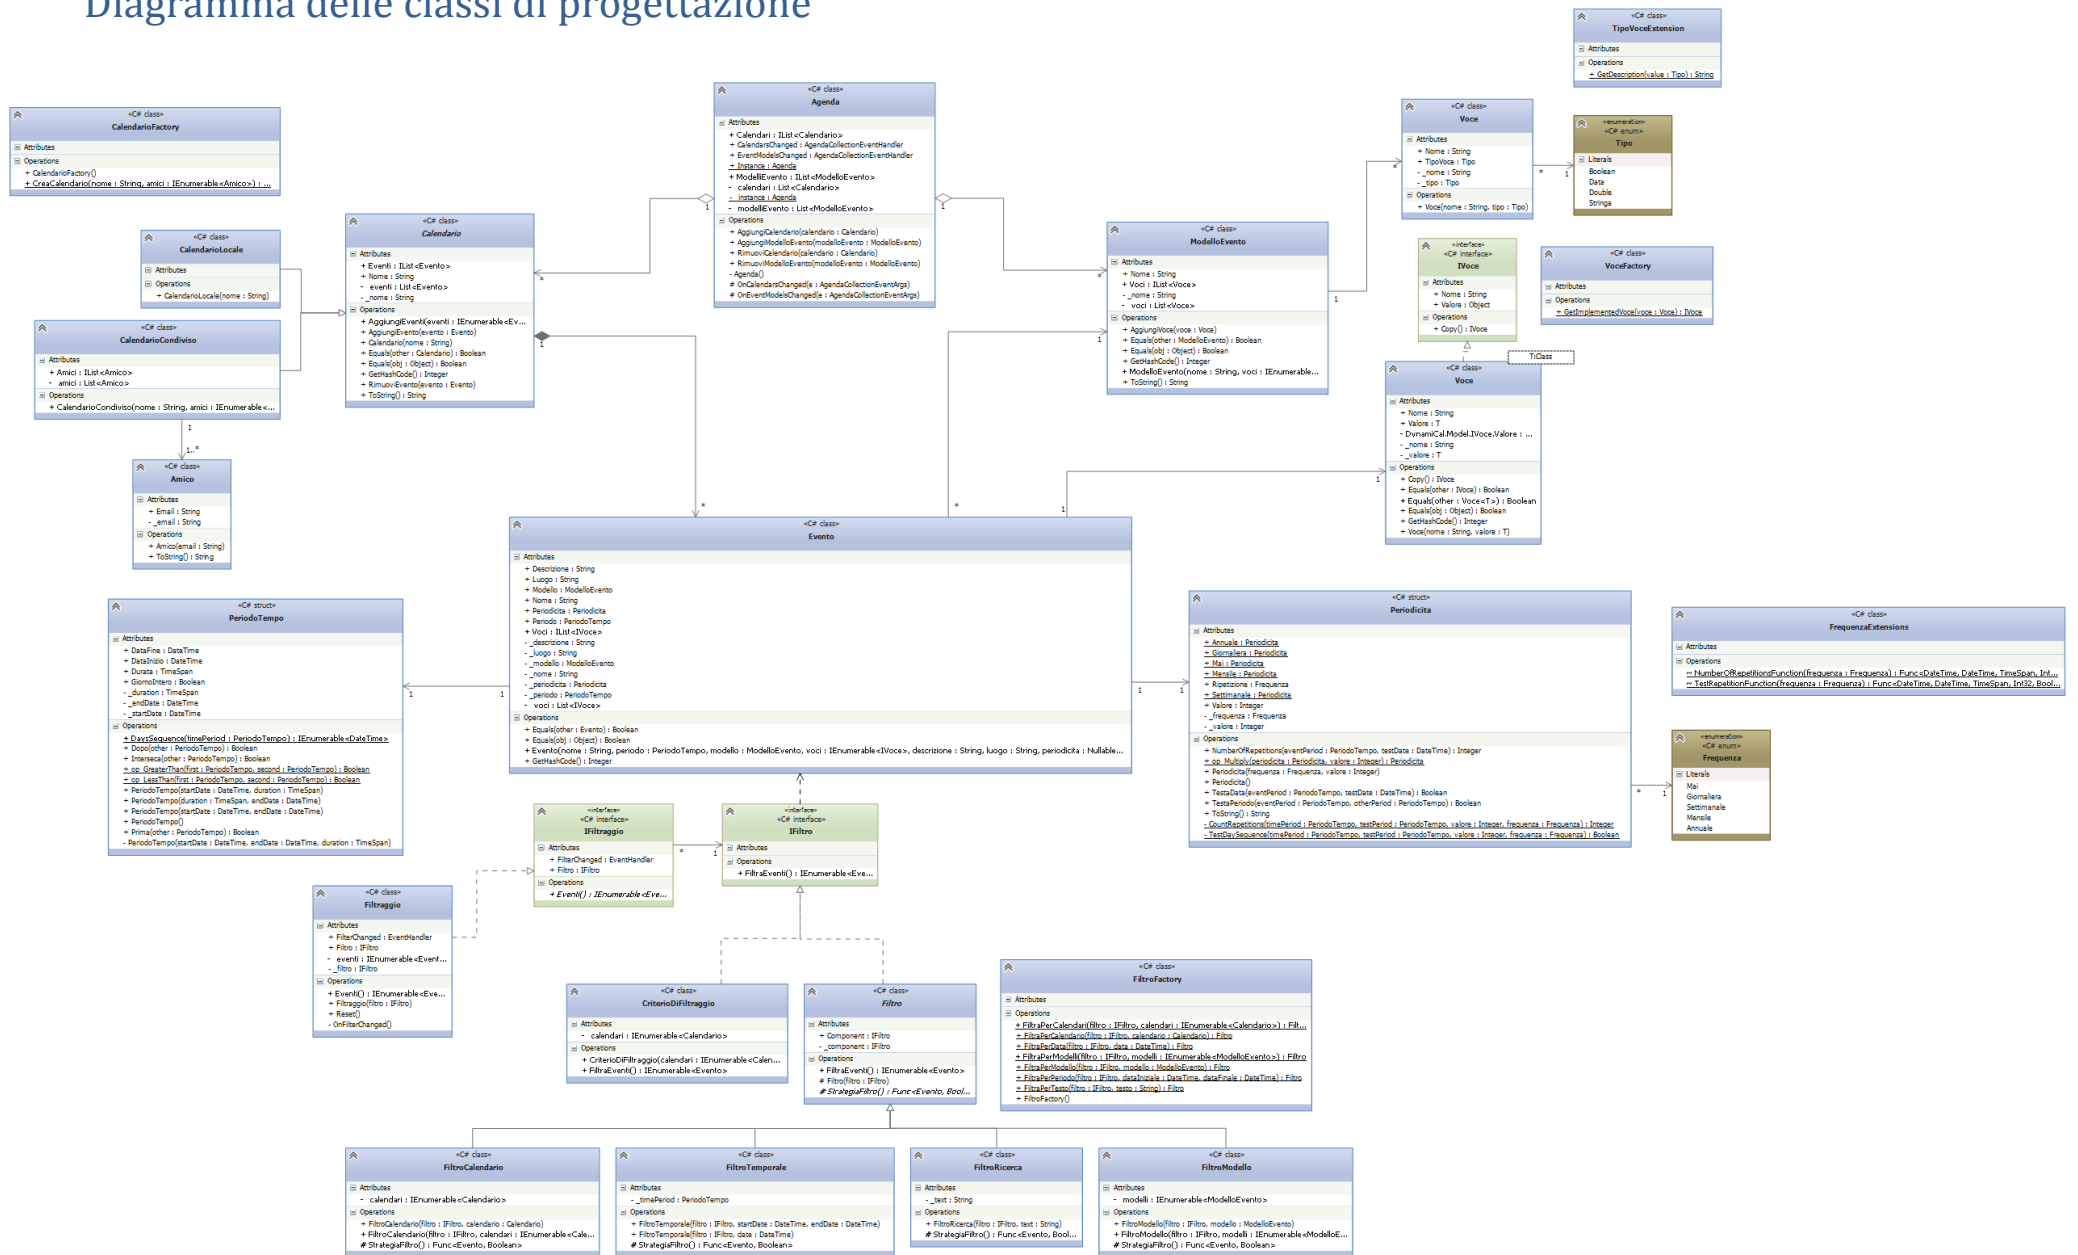 Diagramma delle classi di progettazione
«C# class»
TipoVoceExtension
Attributes
Operations
+ GetDescription(value : Tipo) : String
«C# class»
CalendarioFactory
Attributes
Operations
+ CalendarioFactory()
+ CreaCalendario(nome : String, amici : IEnumerable<Amico>) : ...
«C# class»
Agenda
Attributes
+ Calendari : IList<Calendario>
+ CalendarsChanged : AgendaCollectionEventHandler
+ EventModelsChanged : AgendaCollectionEventHandler
+ Instance : Agenda
+ ModelliEvento : IList<ModelloEvento>
- calendari : List<Calendario>
- _instance : Agenda
- modelliEvento : List<ModelloEvento>
Operations
+ AggiungiCalendario(calendario : Calendario)
+ AggiungiModelloEvento(modelloEvento : ModelloEvento)
+ RimuoviCalendario(calendario : Calendario)
+ RimuoviModelloEvento(modelloEvento : ModelloEvento)
- Agenda()
# OnCalendarsChanged(e : AgendaCollectionEventArgs)
# OnEventModelsChanged(e : AgendaCollectionEventArgs)
1
1
«C# class»
Voce
Attributes
+ Nome : String
+ TipoVoce : Tipo
- _nome : String
- _tipo : Tipo
Operations
+ Voce(nome : String, tipo : Tipo)
*
*
1
«enumeration»
«C# enum»
Tipo
Literals
Boolean
Data
Double
Stringa
«C# class»
CalendarioLocale
Attributes
Operations
+ CalendarioLocale(nome : String)
«C# class»
Calendario
Attributes
+ Eventi : IList<Evento>
+ Nome : String
- eventi : List<Evento>
- _nome : String
Operations
+ AggiungiEventi(eventi : IEnumerable<Ev...
+ AggiungiEvento(evento : Evento)
+ Calendario(nome : String)
+ Equals(other : Calendario) : Boolean
+ Equals(obj : Object) : Boolean
+ GetHashCode() : Integer
+ RimuoviEvento(evento : Evento)
+ ToString() : String
*
1
«C# class»
ModelloEvento
Attributes
+ Nome : String
+ Voci : IList<Voce>
- _nome : String
- voci : List<Voce>
Operations
+ AggiungiVoce(voce : Voce)
+ Equals(other : ModelloEvento) : Boolean
+ Equals(obj : Object) : Boolean
+ GetHashCode() : Integer
+ ModelloEvento(nome : String, voci : IEnumerable...
+ ToString() : String
*
1
1
«interface»
«C# interface»
IVoce
Attributes
+ Nome : String
+ Valore : Object
Operations
+ Copy() : IVoce
«C# class»
VoceFactory
Attributes
Operations
+ GetImplementedVoce(voce : Voce) : IVoce
«C# class»
CalendarioCondiviso
Attributes
+ Amici : IList<Amico>
- amici : List<Amico>
Operations
+ CalendarioCondiviso(nome : String, amici : IEnumerable<...
1
1..*
T:Class
«C# class»
Voce
Attributes
+ Nome : String
+ Valore : T
- DynamiCal.Model.IVoce.Valore : ...
- _nome : String
- _valore : T
Operations
+ Copy() : IVoce
+ Equals(other : IVoce) : Boolean
+ Equals(other : Voce<T>) : Boolean
+ Equals(obj : Object) : Boolean
+ GetHashCode() : Integer
+ Voce(nome : String, valore : T)
1
«C# class»
Amico
Attributes
+ Email : String
- _email : String
Operations
+ Amico(email : String)
+ ToString() : String
*
*
1
«C# class»
Evento
Attributes
+ Descrizione : String
+ Luogo : String
+ Modello : ModelloEvento
+ Nome : String
+ Periodicita : Periodicita
+ Periodo : PeriodoTempo
+ Voci : IList<IVoce>
- _descrizione : String
- _luogo : String
- _modello : ModelloEvento
- _nome : String
- _periodicita : Periodicita
- _periodo : PeriodoTempo
- voci : List<IVoce>
Operations
+ Equals(other : Evento) : Boolean
+ Equals(obj : Object) : Boolean
+ Evento(nome : String, periodo : PeriodoTempo, modello : ModelloEvento, voci : IEnumerable<IVoce>, descrizione : String, luogo : String, periodicita : Nullable...
+ GetHashCode() : Integer
1
1
1
1
«C# struct»
PeriodoTempo
Attributes
+ DataFine : DateTime
+ DataInizio : DateTime
+ Durata : TimeSpan
+ GiornoIntero : Boolean
- _duration : TimeSpan
- _endDate : DateTime
- _startDate : DateTime
Operations
+ DaysSequence(timePeriod : PeriodoTempo) : IEnumerable<DateTime>
+ Dopo(other : PeriodoTempo) : Boolean
+ Interseca(other : PeriodoTempo) : Boolean
+ op_GreaterThan(first : PeriodoTempo, second : PeriodoTempo) : Boolean
+ op_LessThan(first : PeriodoTempo, second : PeriodoTempo) : Boolean
+ PeriodoTempo(startDate : DateTime, duration : TimeSpan)
+ PeriodoTempo(duration : TimeSpan, endDate : DateTime)
+ PeriodoTempo(startDate : DateTime, endDate : DateTime)
+ PeriodoTempo()
+ Prima(other : PeriodoTempo) : Boolean
- PeriodoTempo(startDate : DateTime, endDate : DateTime, duration : TimeSpan)
«C# struct»
Periodicita
Attributes
+ Annuale : Periodicita
+ Giornaliera : Periodicita
+ Mai : Periodicita
+ Mensile : Periodicita
+ Ripetizione : Frequenza
+ Settimanale : Periodicita
+ Valore : Integer
- _frequenza : Frequenza
- _valore : Integer
Operations
+ NumberOfRepetitions(eventPeriod : PeriodoTempo, testDate : DateTime) : Integer
+ op_Multiply(periodicita : Periodicita, valore : Integer) : Periodicita
+ Periodicita(frequenza : Frequenza, valore : Integer)
+ Periodicita()
+ TestaData(eventPeriod : PeriodoTempo, testDate : DateTime) : Boolean
+ TestaPeriodo(eventPeriod : PeriodoTempo, otherPeriod : PeriodoTempo) : Boolean
+ ToString() : String
- CountRepetitions(timePeriod : PeriodoTempo, testPeriod : PeriodoTempo, valore : Integer, frequenza : Frequenza) : Integer
- TestDaySequence(timePeriod : PeriodoTempo, testPeriod : PeriodoTempo, valore : Integer, frequenza : Frequenza) : Boolean
*
1
«C# class»
FrequenzaExtensions
Attributes
Operations
~ NumberOfRepetitionsFunction(frequenza : Frequenza) : Func<DateTime, DateTime, TimeSpan, Int...
~ TestRepetitionFunction(frequenza : Frequenza) : Func<DateTime, DateTime, TimeSpan, Int32, Bool...
«enumeration»
«C# enum»
Frequenza
Literals
Mai
Giornaliera
Settimanale
Mensile
Annuale
«interface»
«C# interface»
IFiltraggio
Attributes
+ FilterChanged : EventHandler
+ Filtro : IFiltro
Operations
+ Eventi() : IEnumerable<Eve...
*
1
«interface»
«C# interface»
IFiltro
Attributes
Operations
+ FiltraEventi() : IEnumerable<Eve...
«C# class»
Filtraggio
Attributes
+ FilterChanged : EventHandler
+ Filtro : IFiltro
- eventi : IEnumerable<Event...
- _filtro : IFiltro
Operations
+ Eventi() : IEnumerable<Eve...
+ Filtraggio(filtro : IFiltro)
+ Reset()
- OnFilterChanged()
«C# class»
CriterioDiFiltraggio
Attributes
- calendari : IEnumerable<Calendario>
Operations
+ CriterioDiFiltraggio(calendari : IEnumerable<Calen...
+ FiltraEventi() : IEnumerable<Evento>
«C# class»
Filtro
Attributes
+ Component : IFiltro
- _component : IFiltro
Operations
+ FiltraEventi() : IEnumerable<Evento>
# Filtro(filtro : IFiltro)
# StrategiaFiltro() : Func<Evento, Bool...
«C# class»
FiltroFactory
Attributes
Operations
+ FiltraPerCalendari(filtro : IFiltro, calendari : IEnumerable<Calendario>) : Filt...
+ FiltraPerCalendario(filtro : IFiltro, calendario : Calendario) : Filtro
+ FiltraPerData(filtro : IFiltro, data : DateTime) : Filtro
+ FiltraPerModelli(filtro : IFiltro, modelli : IEnumerable<ModelloEvento>) : Filtro
+ FiltraPerModello(filtro : IFiltro, modello : ModelloEvento) : Filtro
+ FiltraPerPeriodo(filtro : IFiltro, dataIniziale : DateTime, dataFinale : DateTime) : Filtro
+ FiltraPerTesto(filtro : IFiltro, testo : String) : Filtro
+ FiltroFactory()
«C# class»
FiltroCalendario
Attributes
- calendari : IEnumerable<Calendario>
Operations
+ FiltroCalendario(filtro : IFiltro, calendario : Calendario)
+ FiltroCalendario(filtro : IFiltro, calendari : IEnumerable<Cale...
# StrategiaFiltro() : Func<Evento, Boolean>
«C# class»
FiltroTemporale
Attributes
- _timePeriod : PeriodoTempo
Operations
+ FiltroTemporale(filtro : IFiltro, startDate : DateTime, endDate : DateTime)
+ FiltroTemporale(filtro : IFiltro, date : DateTime)
# StrategiaFiltro() : Func<Evento, Boolean>
«C# class»
FiltroRicerca
Attributes
- _text : String
Operations
+ FiltroRicerca(filtro : IFiltro, text : String)
# StrategiaFiltro() : Func<Evento, Bool...
«C# class»
FiltroModello
Attributes
- modelli : IEnumerable<ModelloEvento>
Operations
+ FiltroModello(filtro : IFiltro, modello : ModelloEvento)
+ FiltroModello(filtro : IFiltro, modelli : IEnumerable<ModelloE...
# StrategiaFiltro() : Func<Evento, Boolean>